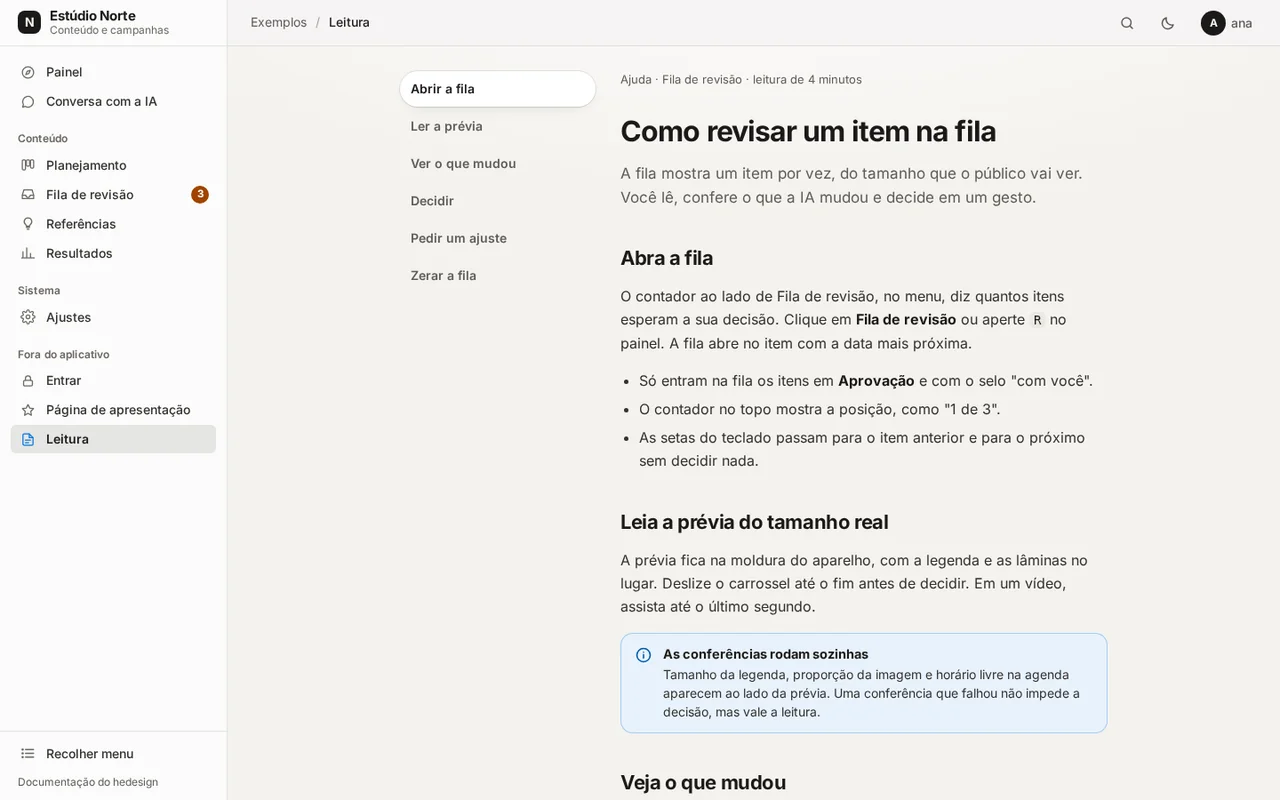 N
Estúdio Norte
Conteúdo e campanhas
Painel
Conversa com a IA
Conteúdo
Planejamento
Fila de revisão
3
Referências
Resultados
Sistema
Ajustes
Fora do aplicativo
Entrar
Página de apresentação
Leitura
Recolher menu
Documentação do hedesign
Exemplos / Leitura
A
ana
Abrir a fila
Ler a prévia
Ver o que mudou
Decidir
Pedir um ajuste
Zerar a fila
Ajuda · Fila de revisão · leitura de 4 minutos
Como revisar um item na fila
A fila mostra um item por vez, do tamanho que o público vai ver.
Você lê, confere o que a IA mudou e decide em um gesto.
Abra a fila
O contador ao lado de Fila de revisão, no menu, diz quantos itens
esperam a sua decisão. Clique em Fila de revisão ou aperte R no
painel. A fila abre no item com a data mais próxima.
• Só entram na fila os itens em Aprovação e com o selo "com você".
• O contador no topo mostra a posição, como "1 de 3".
• As setas do teclado passam para o item anterior e para o próximo
sem decidir nada.
Leia a prévia do tamanho real
A prévia fica na moldura do aparelho, com a legenda e as lâminas no
lugar. Deslize o carrossel até o fim antes de decidir. Em um vídeo,
assista até o último segundo.
As conferências rodam sozinhas
Tamanho da legenda, proporção da imagem e horário livre na agenda
aparecem ao lado da prévia. Uma conferência que falhou não impede a
decisão, mas vale a leitura.
Veja o que mudou